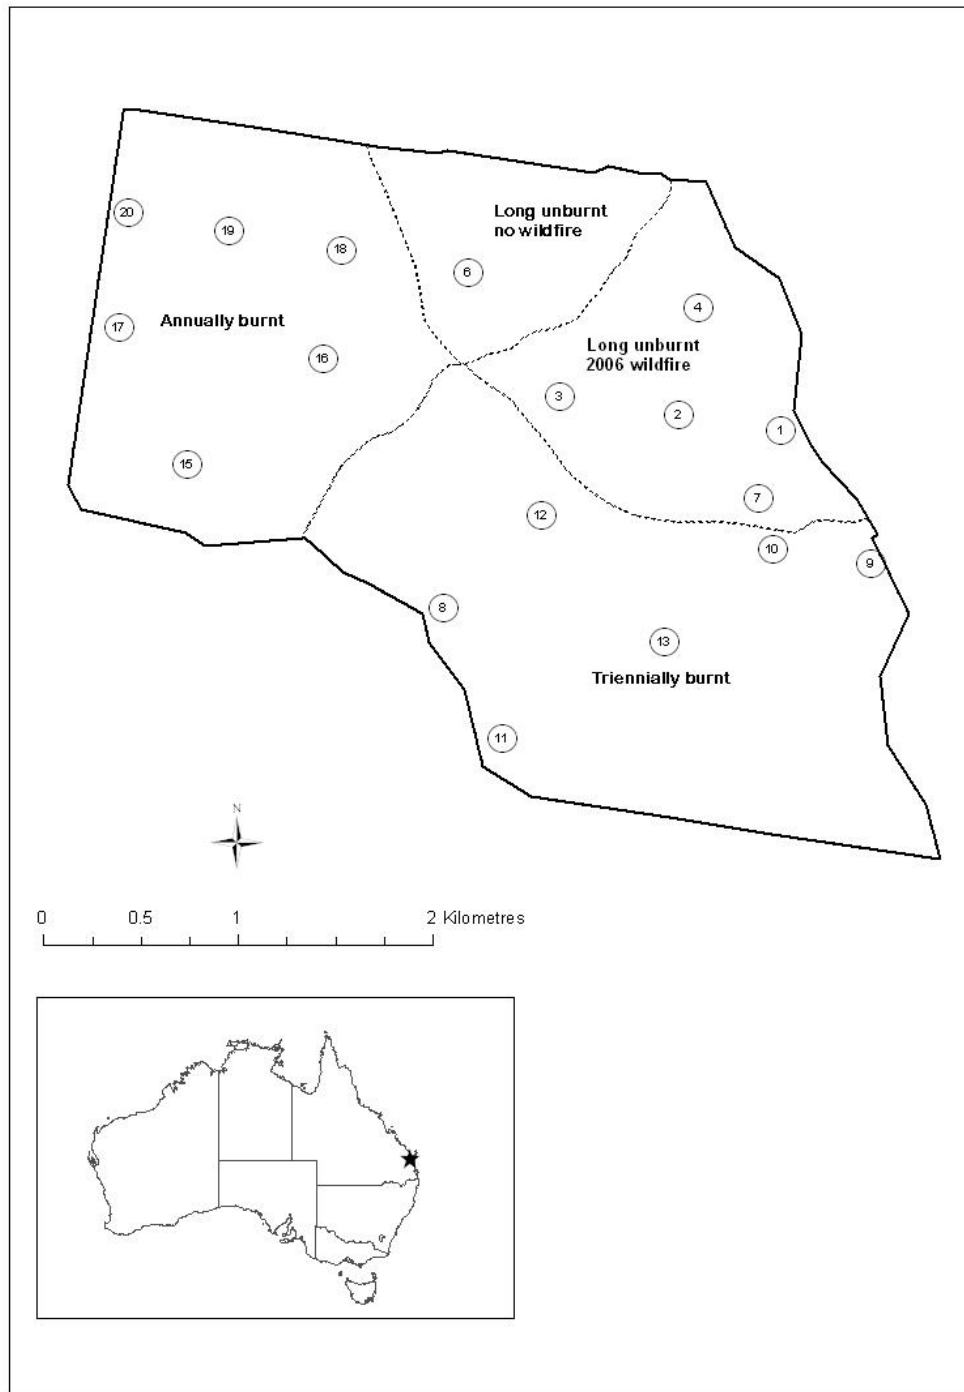 Long unburnt
no wildfire
20
19
18
6
4
17
Annually burnt
16
Long unburnt
2006 wildfire
3
2
1
15
7
12
10
9
8
13
Triennially burnt
11
N
0 0.5 1 2 Kilometres